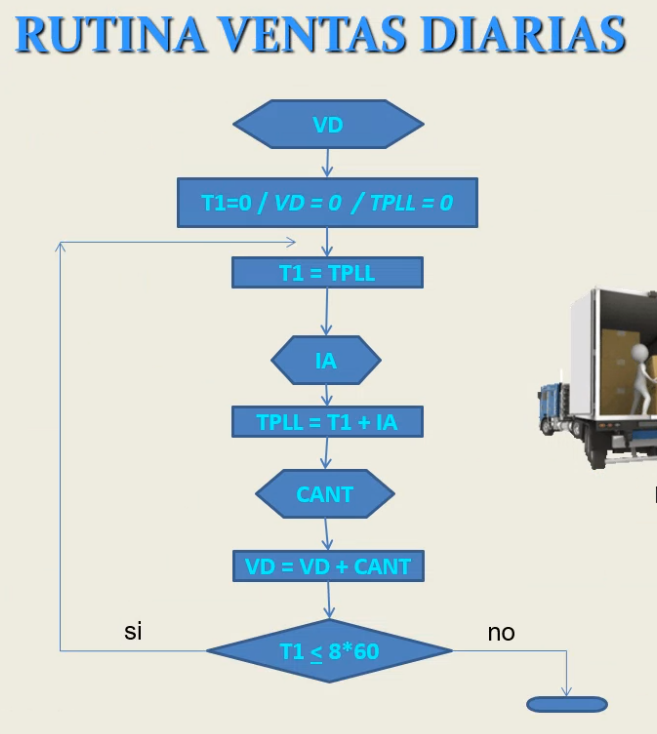 RUTINA VENTAS DIARIAS
VD
T1=0 / VD = 0 / TPLL = 0
T1 = TPLL
IA
TPLL = T1 + IA
CANT
VD = VD + CANT
si
T1 ≤ 8*60
no